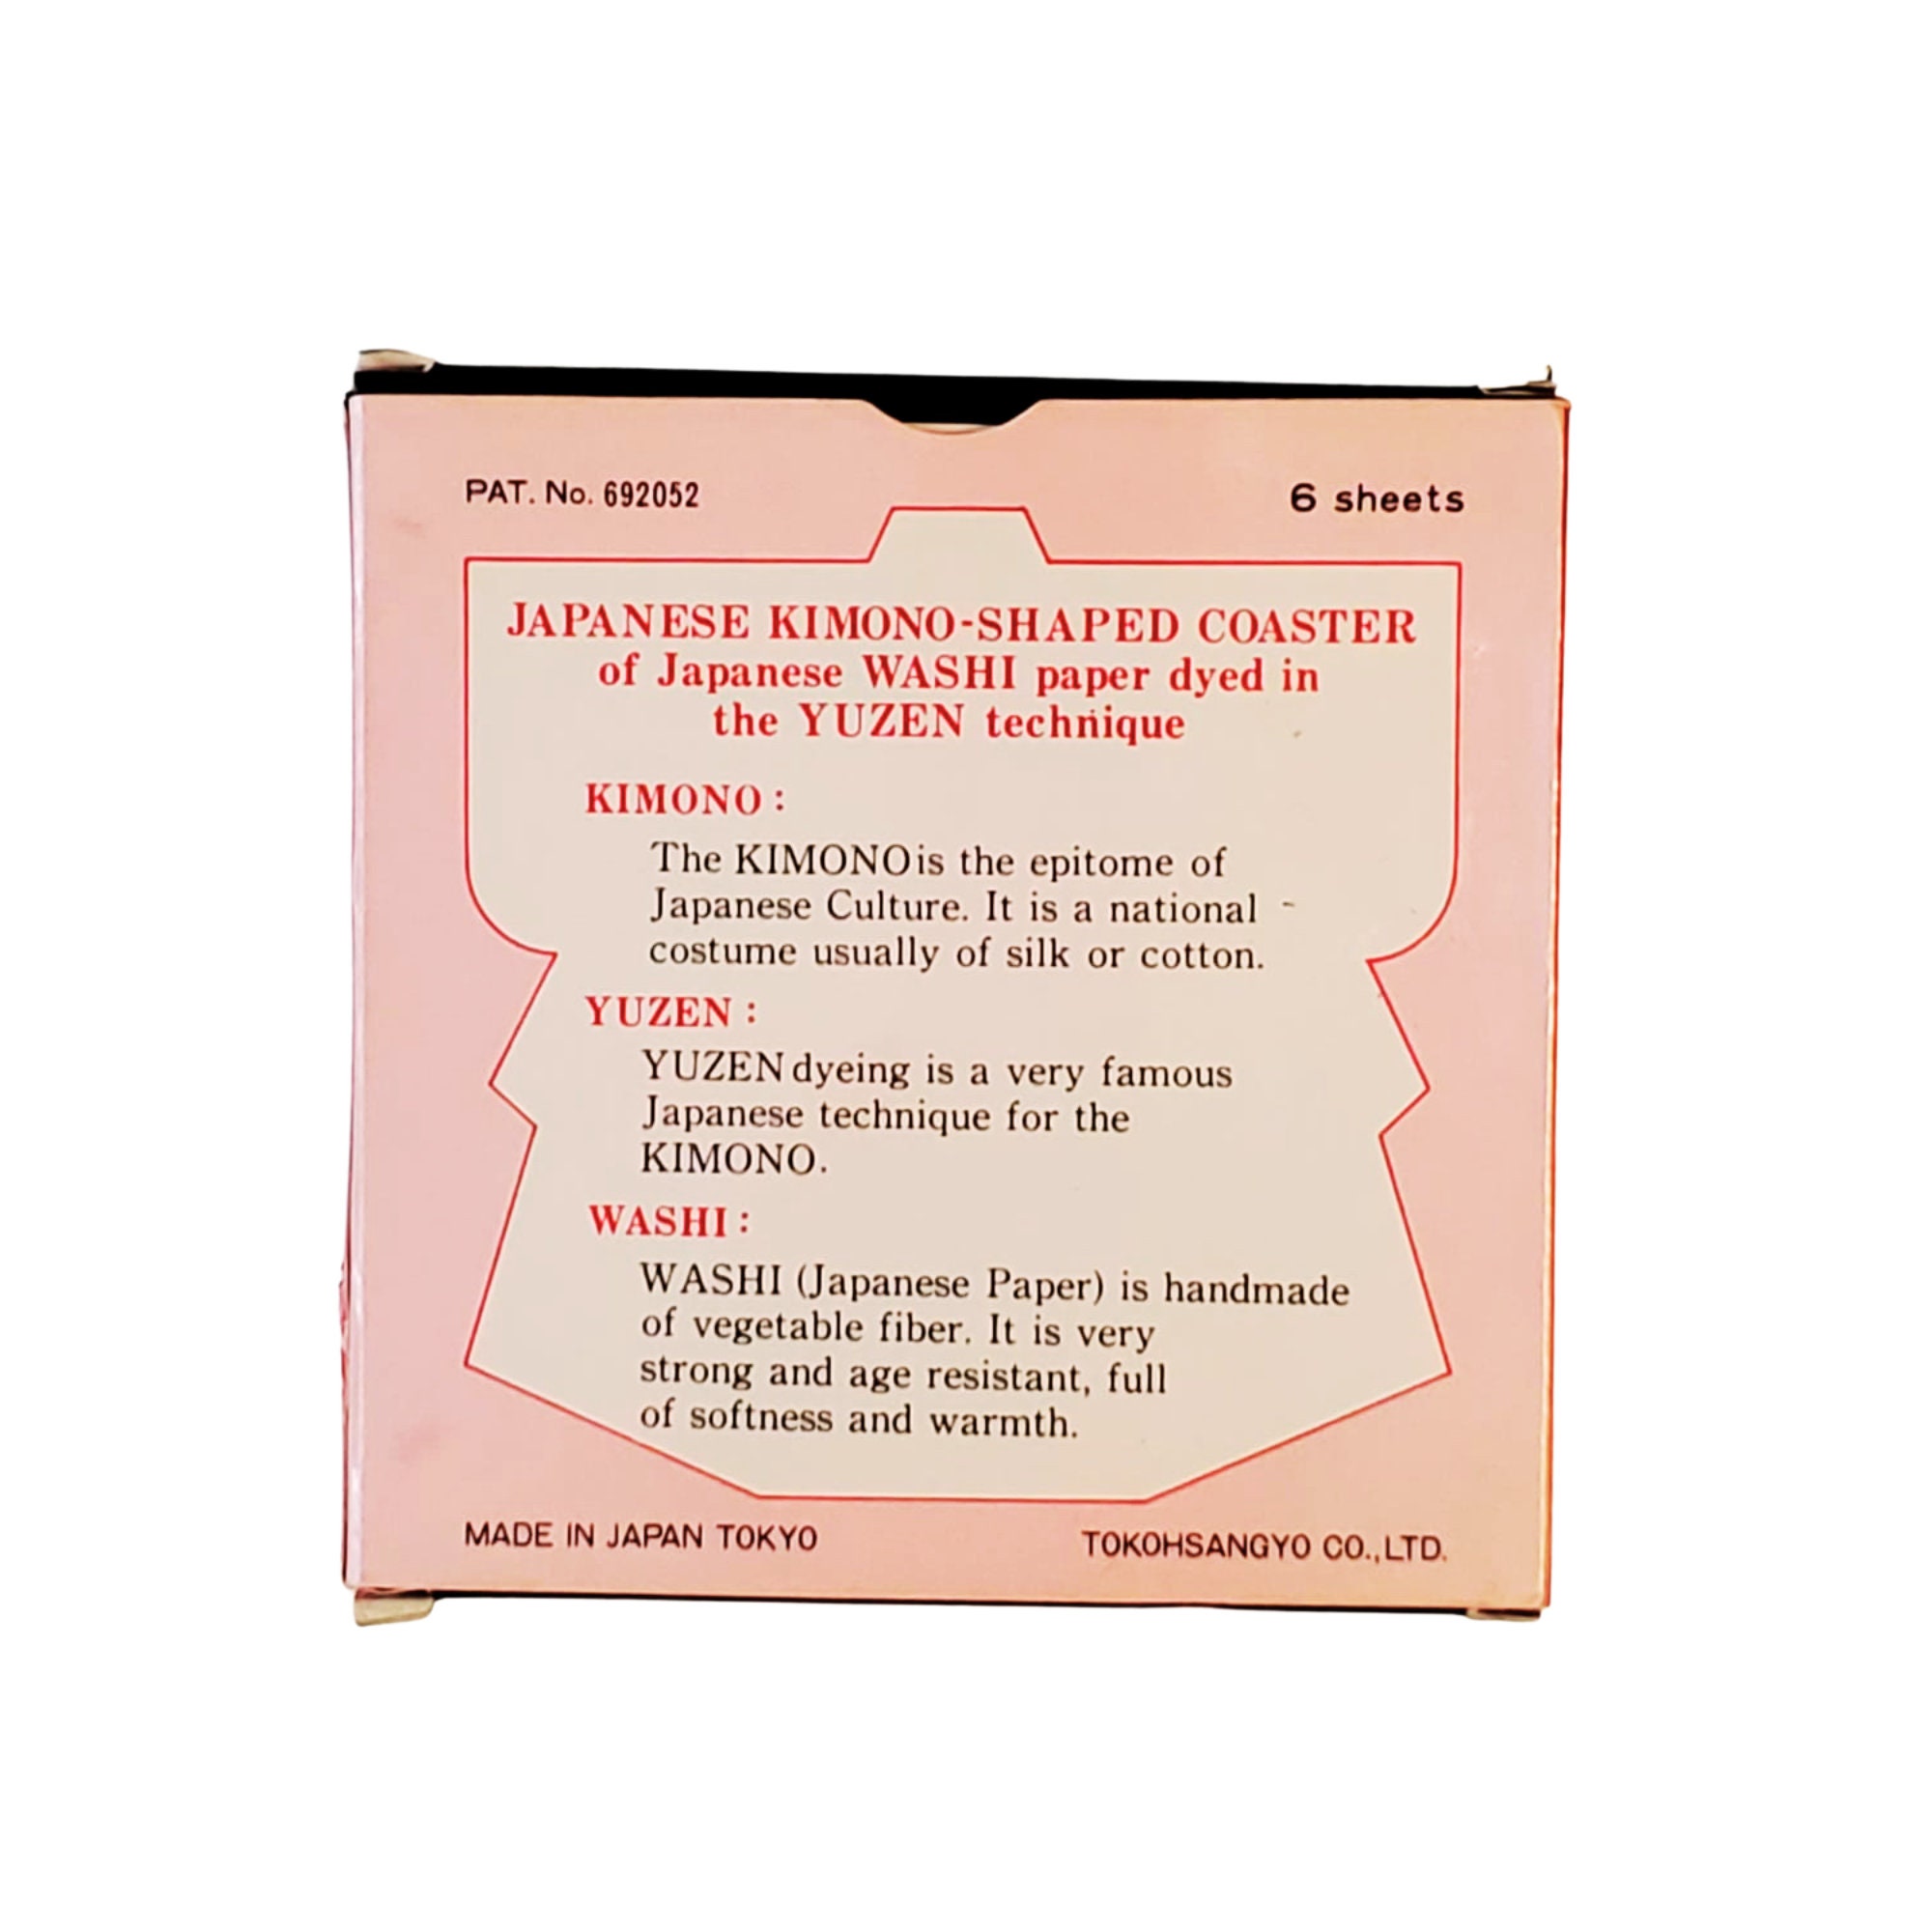 PAT. No. 692052
6 sheets
JAPANESE KIMONO-SHAPED COASTER
of Japanese WASHI paper dyed in
the YUZEN technique
KIMONO:
The KIMONO is the epitome of
Japanese Culture. It is a national
costume usually of silk or cotton.
YUZEN:
YUZEN dyeing is a very famous
Japanese technique for the
KIMONO.
WASHI:
WASHI (Japanese Paper) is handmade
of vegetable fiber. It is very
strong and age resistant, full
of softness and warmth.
MADE IN JAPAN TOKYO
TOKOHSANGYO CO.,LTD.